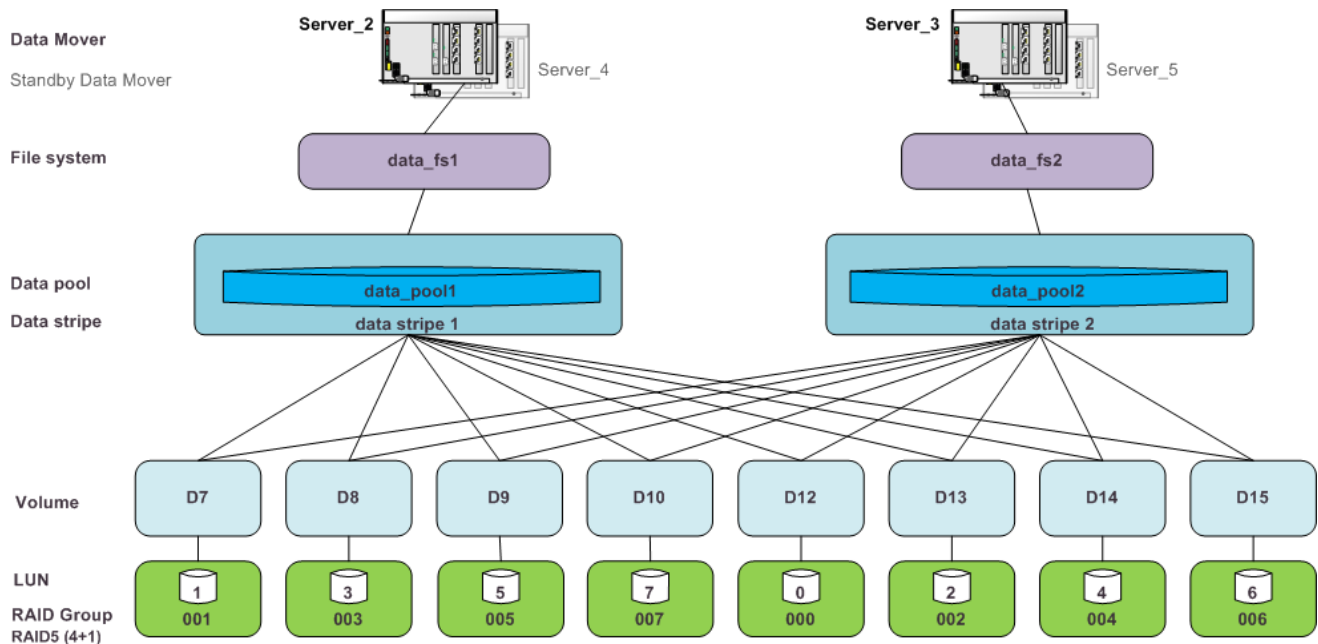 Data Mover
Standby Data Mover
Server_2
Server_4
Server_3
Server_5
File system
data_fs1
data_fs2
Data pool
data_pool1
data_pool2
Data stripe
data stripe 1
data stripe 2
Volume
D7
D8
D9
D10
D12
D13
D14
D15
LUN
1
3
5
7
0
2
4
6
RAID Group
001
003
005
007
000
002
004
006
RAID5 (4+1)